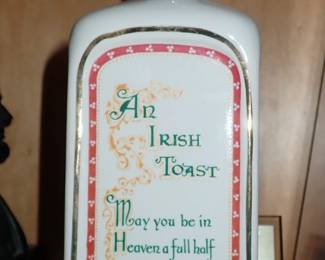 An
Irish
Toast
May you be in
Heaven a full half